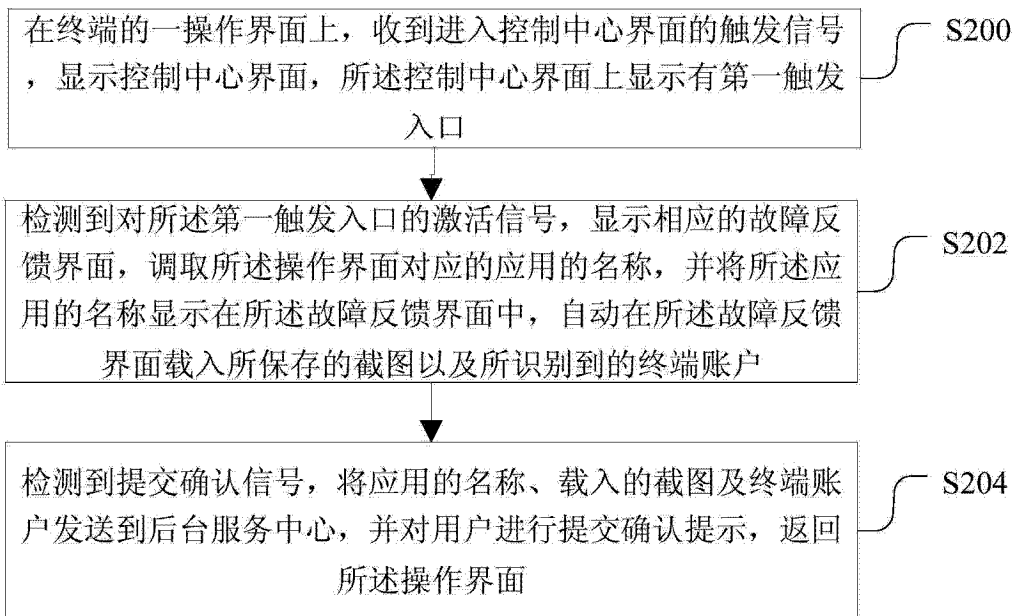 在终端的一操作界面上，收到进入控制中心界面的触发信号
，显示控制中心界面，所述控制中心界面上显示有第一触发
入口
S200
检测到对所述第一触发入口的激活信号，显示相应的故障反
馈界面，调取所述操作界面对应的应用的名称，并将所述应
用的名称显示在所述故障反馈界面中，自动在所述故障反馈
界面载入所保存的截图以及所识别到的终端账户
S202
检测到提交确认信号，将应用的名称、载入的截图及终端账
户发送到后台服务中心，并对用户进行提交确认提示，返回
所述操作界面
S204